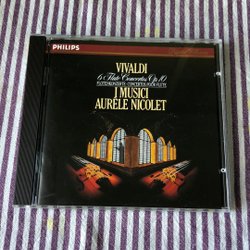 PHILIPS
VIVALDI
6 Flute Concertos Op.10
FLÖTENKONZERTE · CONCERTOS POUR FLÛTE
I MUSICI
AURÈLE NICOLET